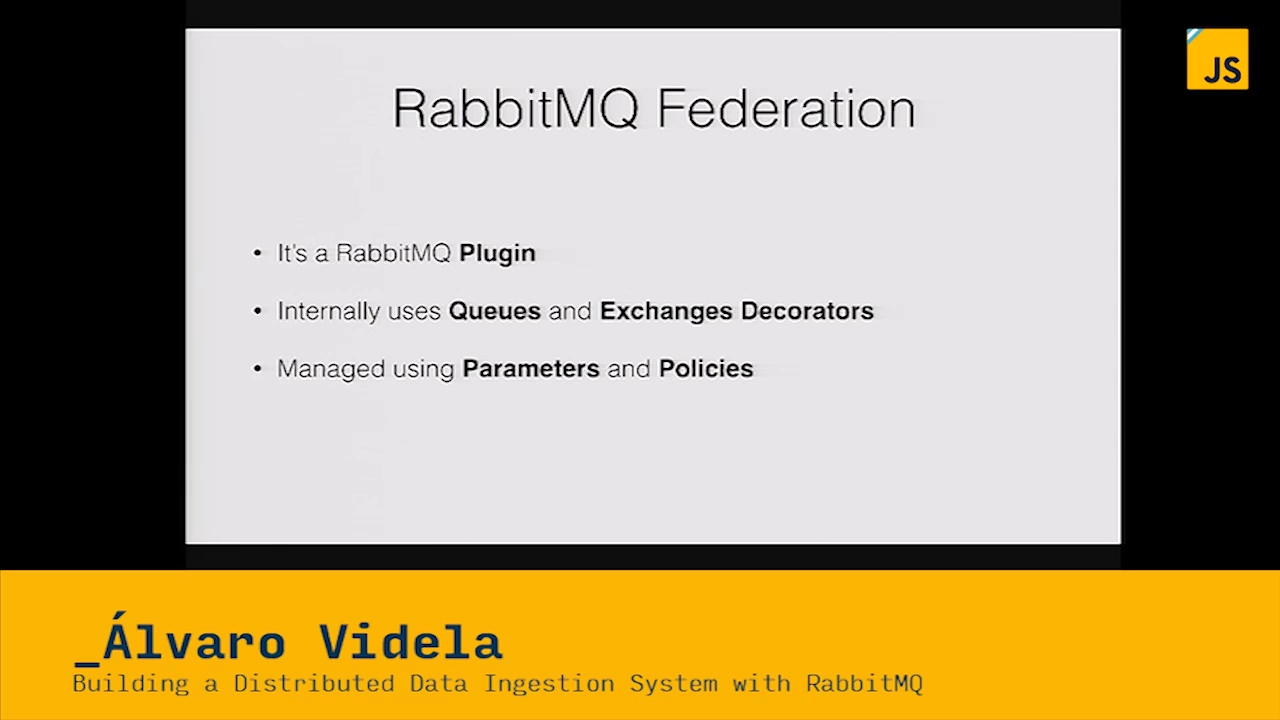 JS
RabbitMQ Federation
• It's a RabbitMQ Plugin
• Internally uses Queues and Exchanges Decorators
• Managed using Parameters and Policies
_Álvaro Videla
Building a Distributed Data Ingestion System with RabbitMQ